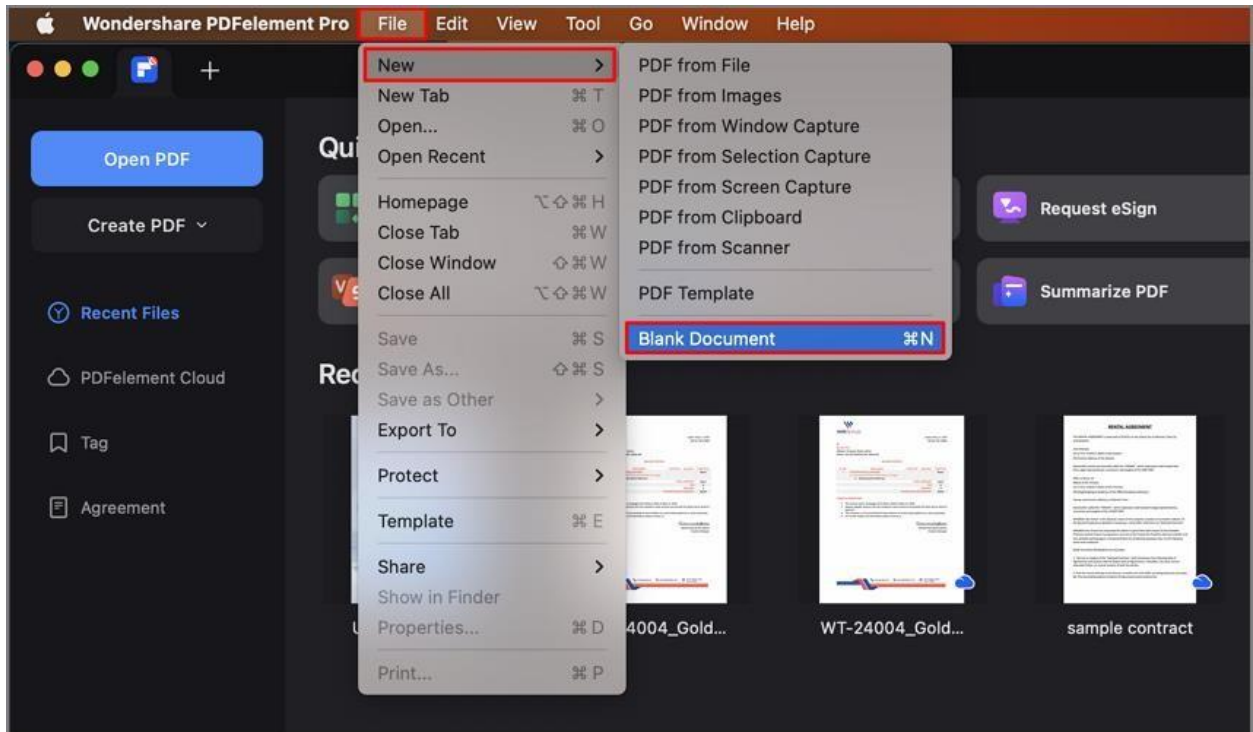 Wondershare PDFelement Pro File Edit View Tool Go Window Help
New
New Tab ⌘ T
Open... ⌘ O
Open Recent
Homepage ⌥⇧⌘ H
Close Tab ⌘ W
Close Window ⇧⌘ W
Close All ⌥⇧⌘ W
Save ⌘ S
Save As... ⇧⌘ S
Save as Other
Export To
Protect
Template ⌘ E
Share
Show in Finder
Properties... ⌘ D
Print... ⌘ P
PDF from File
PDF from Images
PDF from Window Capture
PDF from Selection Capture
PDF from Screen Capture
PDF from Clipboard
PDF from Scanner
PDF Template
Blank Document ⌘N
Open PDF
Create PDF
Recent Files
PDFelement Cloud
Tag
Agreement
Qui
Request eSign
Summarize PDF
Rec
RENTAL AGREEMENT
4004_Gold...
WT-24004_Gold...
sample contract